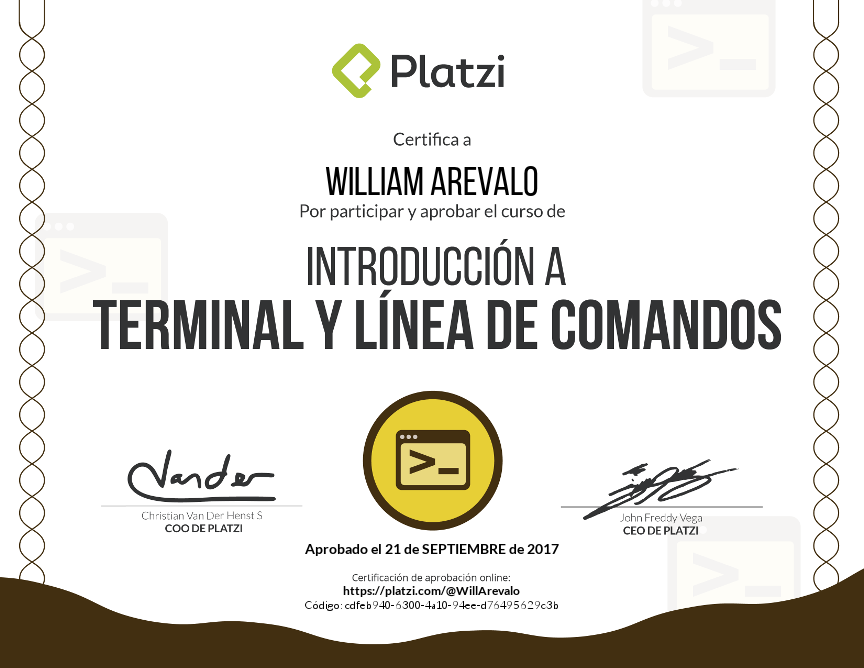 Platzi
Certifica a
WILLIAM AREVALO
Por participar y aprobar el curso de
INTRODUCCIÓN A
TERMINAL Y LÍNEA DE COMANDOS
>_
Vander
Christian Van Der Henst S
COO DE PLATZI
John Freddy Vega
CEO DE PLATZI
Aprobado el 21 de SEPTIEMBRE de 2017
Certificación de aprobación online:
https://platzi.com/@WillArevalo
Código: cdfeb940-6300-4a10-94ee-d76495629c3b